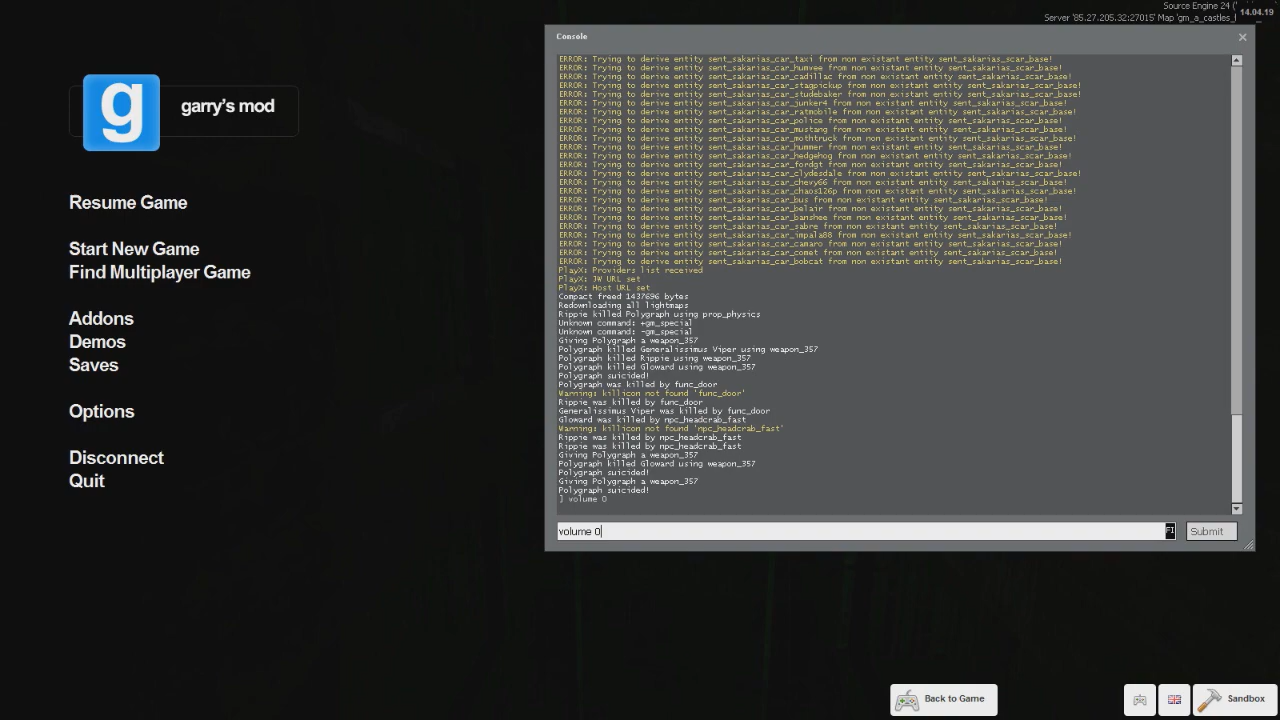 Source Engine 24 ('
14.04.19
Server '85.27.205.32:27015' Map 'gm_a_castles_
g
garry's mod
Resume Game
Start New Game
Find Multiplayer Game
Addons
Demos
Saves
Options
Disconnect
Quit
Console
ERROR: Trying to derive entity sent_sakarias_car_taxi from non existant entity sent_sakarias_scar_base!
ERROR: Trying to derive entity sent_sakarias_car_humvee from non existant entity sent_sakarias_scar_base!
ERROR: Trying to derive entity sent_sakarias_car_cadillac from non existant entity sent_sakarias_scar_base!
ERROR: Trying to derive entity sent_sakarias_car_stagpickup from non existant entity sent_sakarias_scar_base!
ERROR: Trying to derive entity sent_sakarias_car_studebaker from non existant entity sent_sakarias_scar_base!
ERROR: Trying to derive entity sent_sakarias_car_junker4 from non existant entity sent_sakarias_scar_base!
ERROR: Trying to derive entity sent_sakarias_car_ratmobile from non existant entity sent_sakarias_scar_base!
ERROR: Trying to derive entity sent_sakarias_car_police from non existant entity sent_sakarias_scar_base!
ERROR: Trying to derive entity sent_sakarias_car_mustang from non existant entity sent_sakarias_scar_base!
ERROR: Trying to derive entity sent_sakarias_car_mothtruck from non existant entity sent_sakarias_scar_base!
ERROR: Trying to derive entity sent_sakarias_car_hummer from non existant entity sent_sakarias_scar_base!
ERROR: Trying to derive entity sent_sakarias_car_hedgehog from non existant entity sent_sakarias_scar_base!
ERROR: Trying to derive entity sent_sakarias_car_fordgt from non existant entity sent_sakarias_scar_base!
ERROR: Trying to derive entity sent_sakarias_car_clydesdale from non existant entity sent_sakarias_scar_base!
ERROR: Trying to derive entity sent_sakarias_car_chevy66 from non existant entity sent_sakarias_scar_base!
ERROR: Trying to derive entity sent_sakarias_car_chaos126p from non existant entity sent_sakarias_scar_base!
ERROR: Trying to derive entity sent_sakarias_car_bus from non existant entity sent_sakarias_scar_base!
ERROR: Trying to derive entity sent_sakarias_car_belair from non existant entity sent_sakarias_scar_base!
ERROR: Trying to derive entity sent_sakarias_car_banshee from non existant entity sent_sakarias_scar_base!
ERROR: Trying to derive entity sent_sakarias_car_sabre from non existant entity sent_sakarias_scar_base!
ERROR: Trying to derive entity sent_sakarias_car_impala88 from non existant entity sent_sakarias_scar_base!
ERROR: Trying to derive entity sent_sakarias_car_camaro from non existant entity sent_sakarias_scar_base!
ERROR: Trying to derive entity sent_sakarias_car_comet from non existant entity sent_sakarias_scar_base!
ERROR: Trying to derive entity sent_sakarias_car_bobcat from non existant entity sent_sakarias_scar_base!
PlayX: Providers list received
PlayX: JW URL set
PlayX: Host URL set
Compact freed 1437696 bytes
Redownloading all lightmaps
Rippie killed Polygraph using prop_physics
Unknown command: +gm_special
Unknown command: -gm_special
Giving Polygraph a weapon_357
Polygraph killed Generalissimus Viper using weapon_357
Polygraph killed Rippie using weapon_357
Polygraph killed Gloward using weapon_357
Polygraph suicided!
Polygraph was killed by func_door
Warning: killicon not found 'func_door'
Rippie was killed by func_door
Generalissimus Viper was killed by func_door
Gloward was killed by npc_headcrab_fast
Warning: killicon not found 'npc_headcrab_fast'
Rippie was killed by npc_headcrab_fast
Rippie was killed by npc_headcrab_fast
Giving Polygraph a weapon_357
Polygraph killed Gloward using weapon_357
Polygraph suicided!
Giving Polygraph a weapon_357
Polygraph suicided!
] volume 0
volume 0
FI
Submit
Back to Game
Sandbox